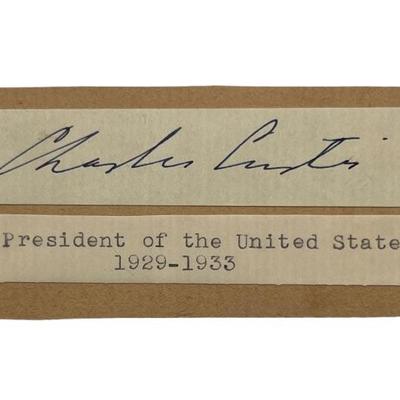 Charles Curtis
President of the United State
1929-1933